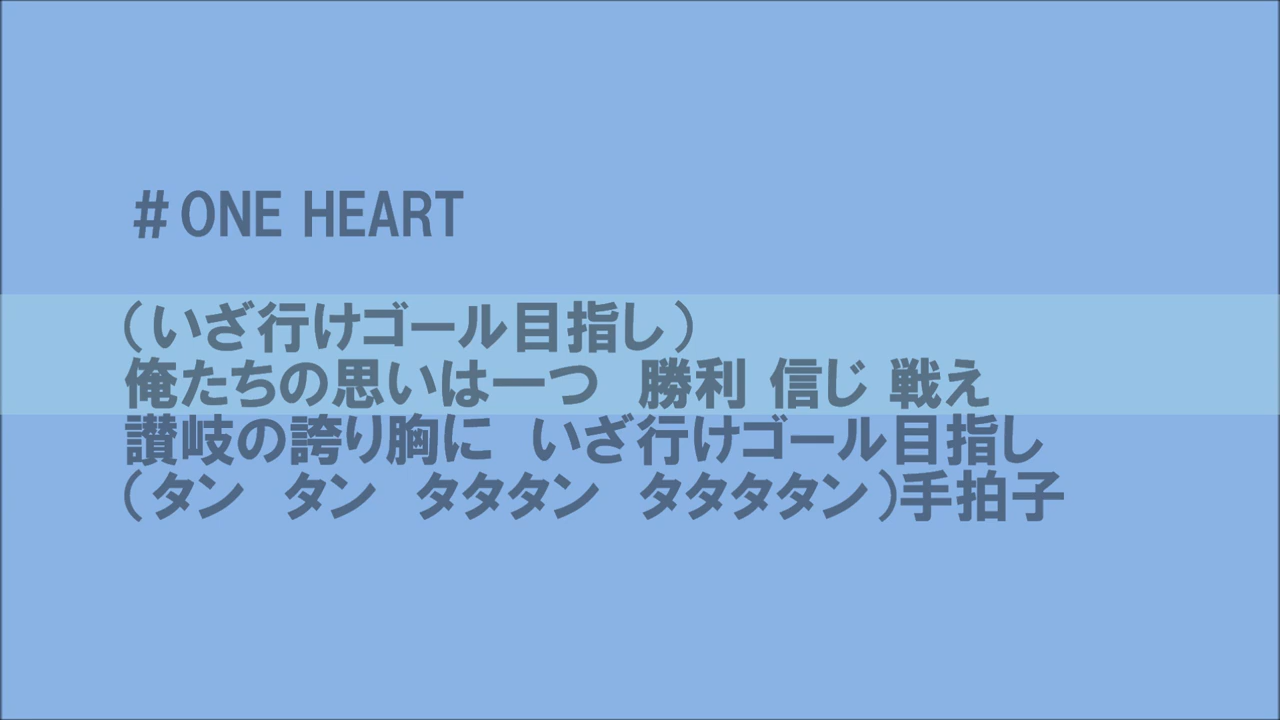 ＃ONE HEART
（いざ行けゴール目指し）
俺たちの思いは一つ　勝利 信じ 戦え
讃岐の誇り胸に　いざ行けゴール目指し
（タン　タン　タタタン　タタタタン）手拍子